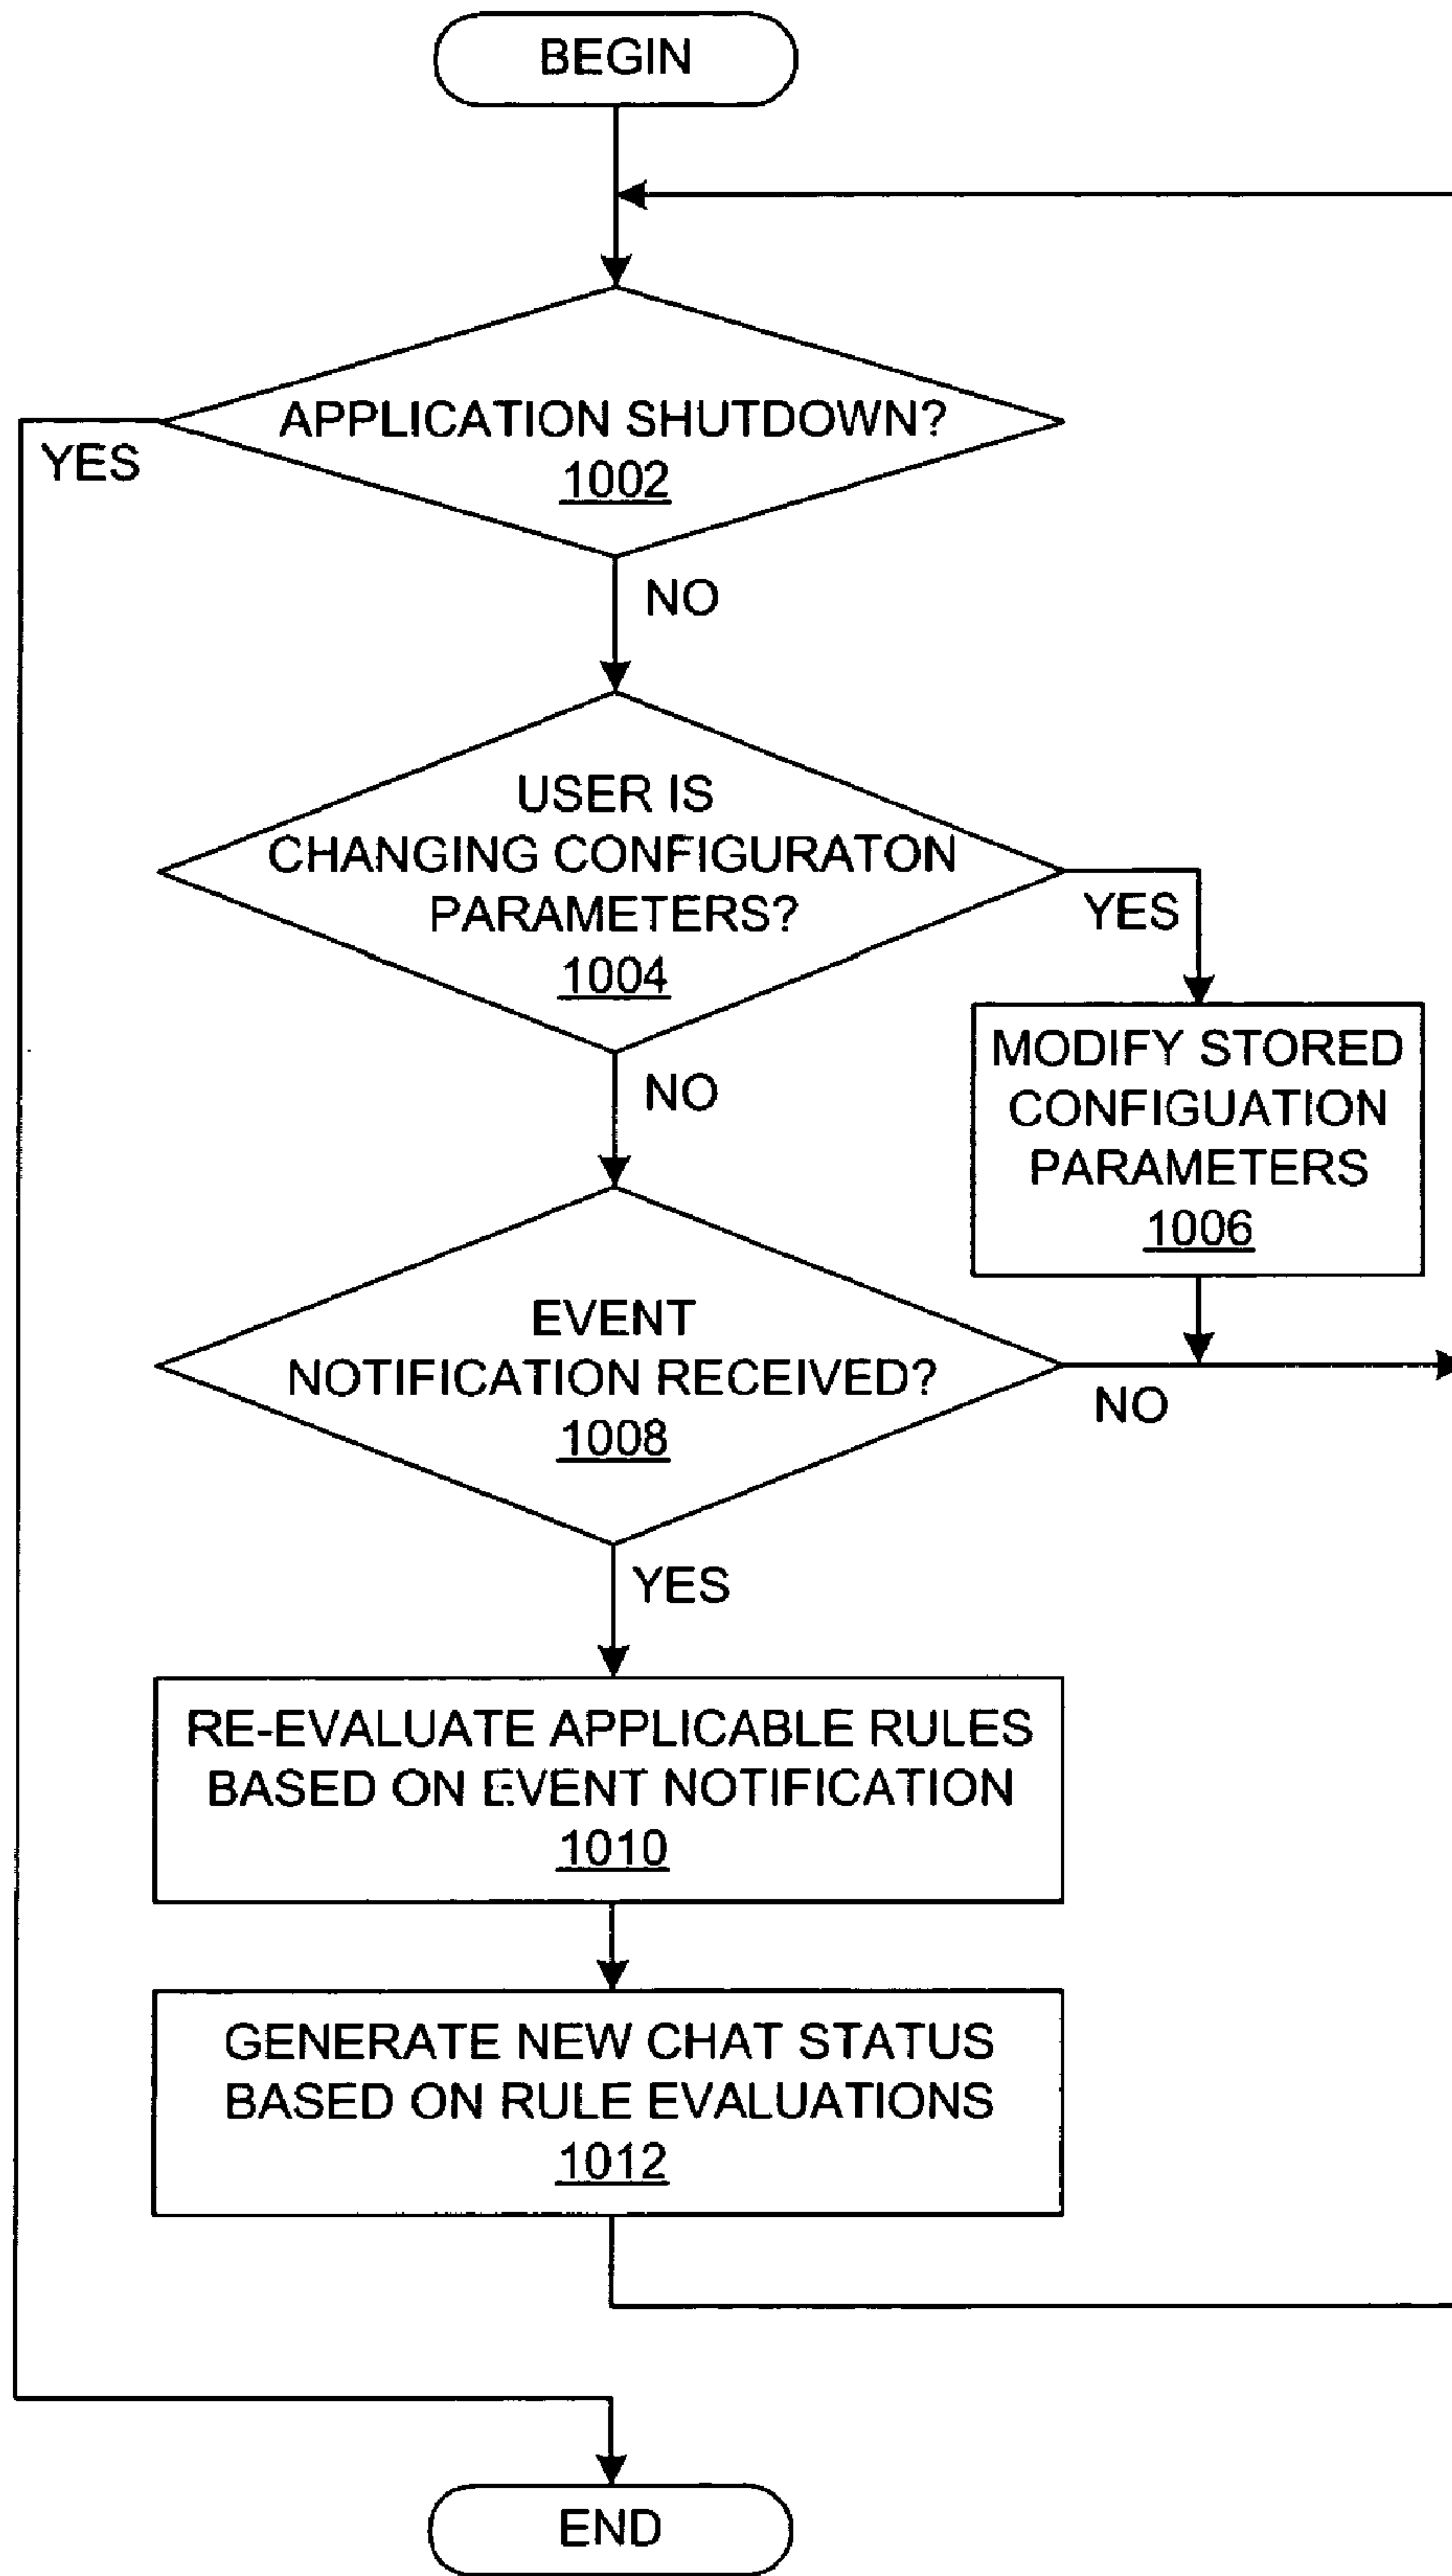 BEGIN
APPLICATION SHUTDOWN?
1002
YES
NO
USER IS
CHANGING CONFIGURATON
PARAMETERS?
1004
YES
NO
MODIFY STORED
CONFIGUATION
PARAMETERS
1006
EVENT
NOTIFICATION RECEIVED?
1008
NO
YES
RE-EVALUATE APPLICABLE RULES
BASED ON EVENT NOTIFICATION
1010
GENERATE NEW CHAT STATUS
BASED ON RULE EVALUATIONS
1012
END